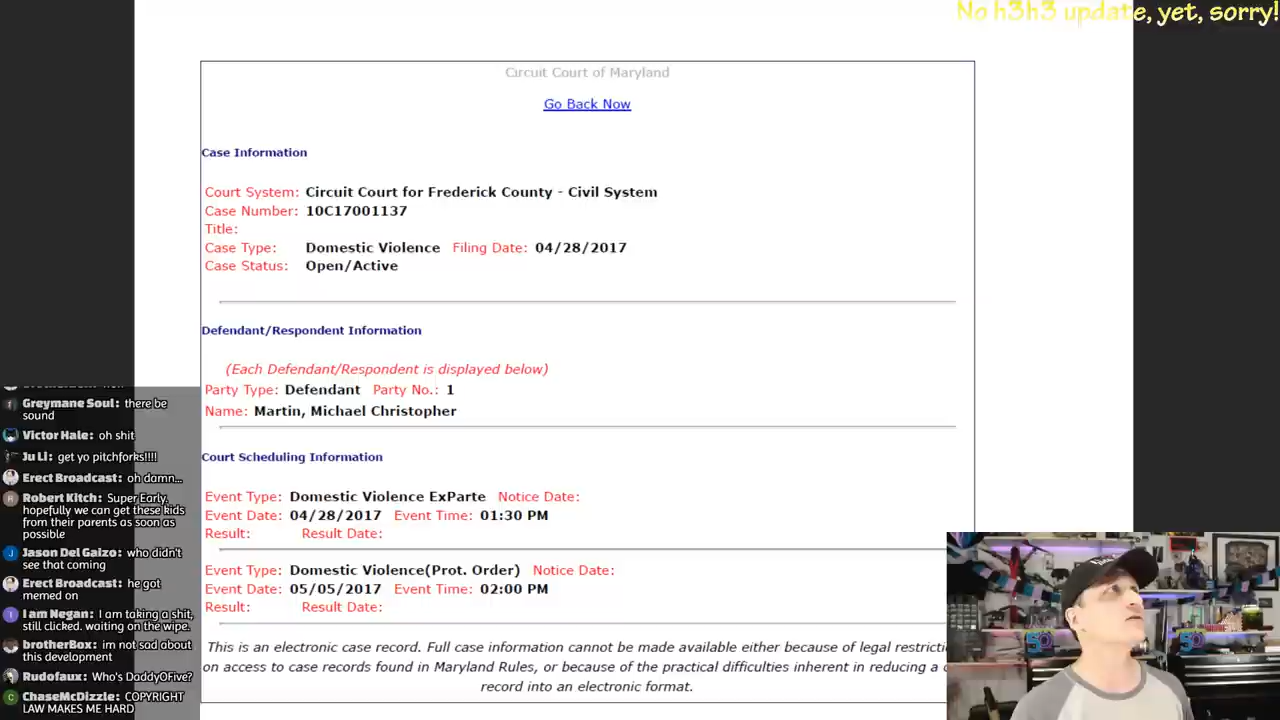 No h3h3 update, yet, sorry!
Circuit Court of Maryland
Go Back Now
Case Information
Court System: Circuit Court for Frederick County - Civil System
Case Number: 10C17001137
Title:
Case Type: Domestic Violence Filing Date: 04/28/2017
Case Status: Open/Active
Defendant/Respondent Information
(Each Defendant/Respondent is displayed below)
Party Type: Defendant Party No.: 1
Name: Martin, Michael Christopher
Court Scheduling Information
Event Type: Domestic Violence ExParte Notice Date:
Event Date: 04/28/2017 Event Time: 01:30 PM
Result: Result Date:
Event Type: Domestic Violence(Prot. Order) Notice Date:
Event Date: 05/05/2017 Event Time: 02:00 PM
Result: Result Date:
This is an electronic case record. Full case information cannot be made available either because of legal restricti
on access to case records found in Maryland Rules, or because of the practical difficulties inherent in reducing a
record into an electronic format.
Greymane Soul: there be
sound
Victor Hale: oh shit
Ju Li: get yo pitchforks!!!!
Erect Broadcast: oh damn...
Robert Kitch: Super Early.
hopefully we can get these kids
from their parents as soon as
possible
Jason Del Gaizo: who didn't
see that coming
Erect Broadcast: he got
memed on
I am Negan: I am taking a shit,
still clicked. waiting on the wipe.
brotherBox: im not sad about
this development
Rudofaux: Who's DaddyOFive?
ChaseMcDizzle: COPYRIGHT
LAW MAKES ME HARD